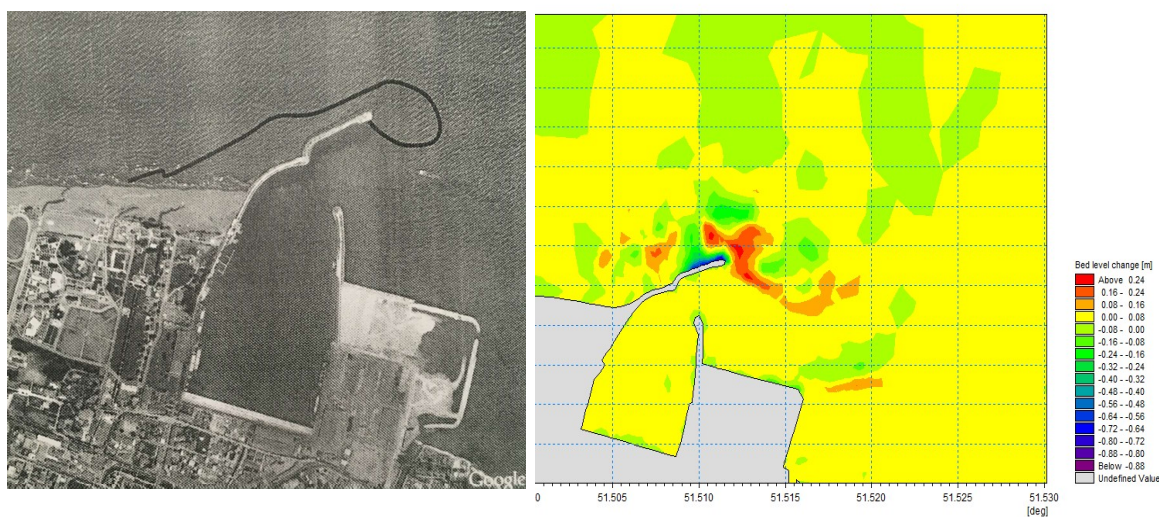 Google
Bed level change [m]
Above 0.24
0.16 - 0.24
0.08 - 0.16
0.00 - 0.08
-0.08 - 0.00
-0.16 - -0.08
-0.24 - -0.16
-0.32 - -0.24
-0.40 - -0.32
-0.48 - -0.40
-0.56 - -0.48
-0.64 - -0.56
-0.72 - -0.64
-0.80 - -0.72
-0.88 - -0.80
Below -0.88
Undefined Value
0 51.505 51.510 51.515 51.520 51.525 51.530
[deg]